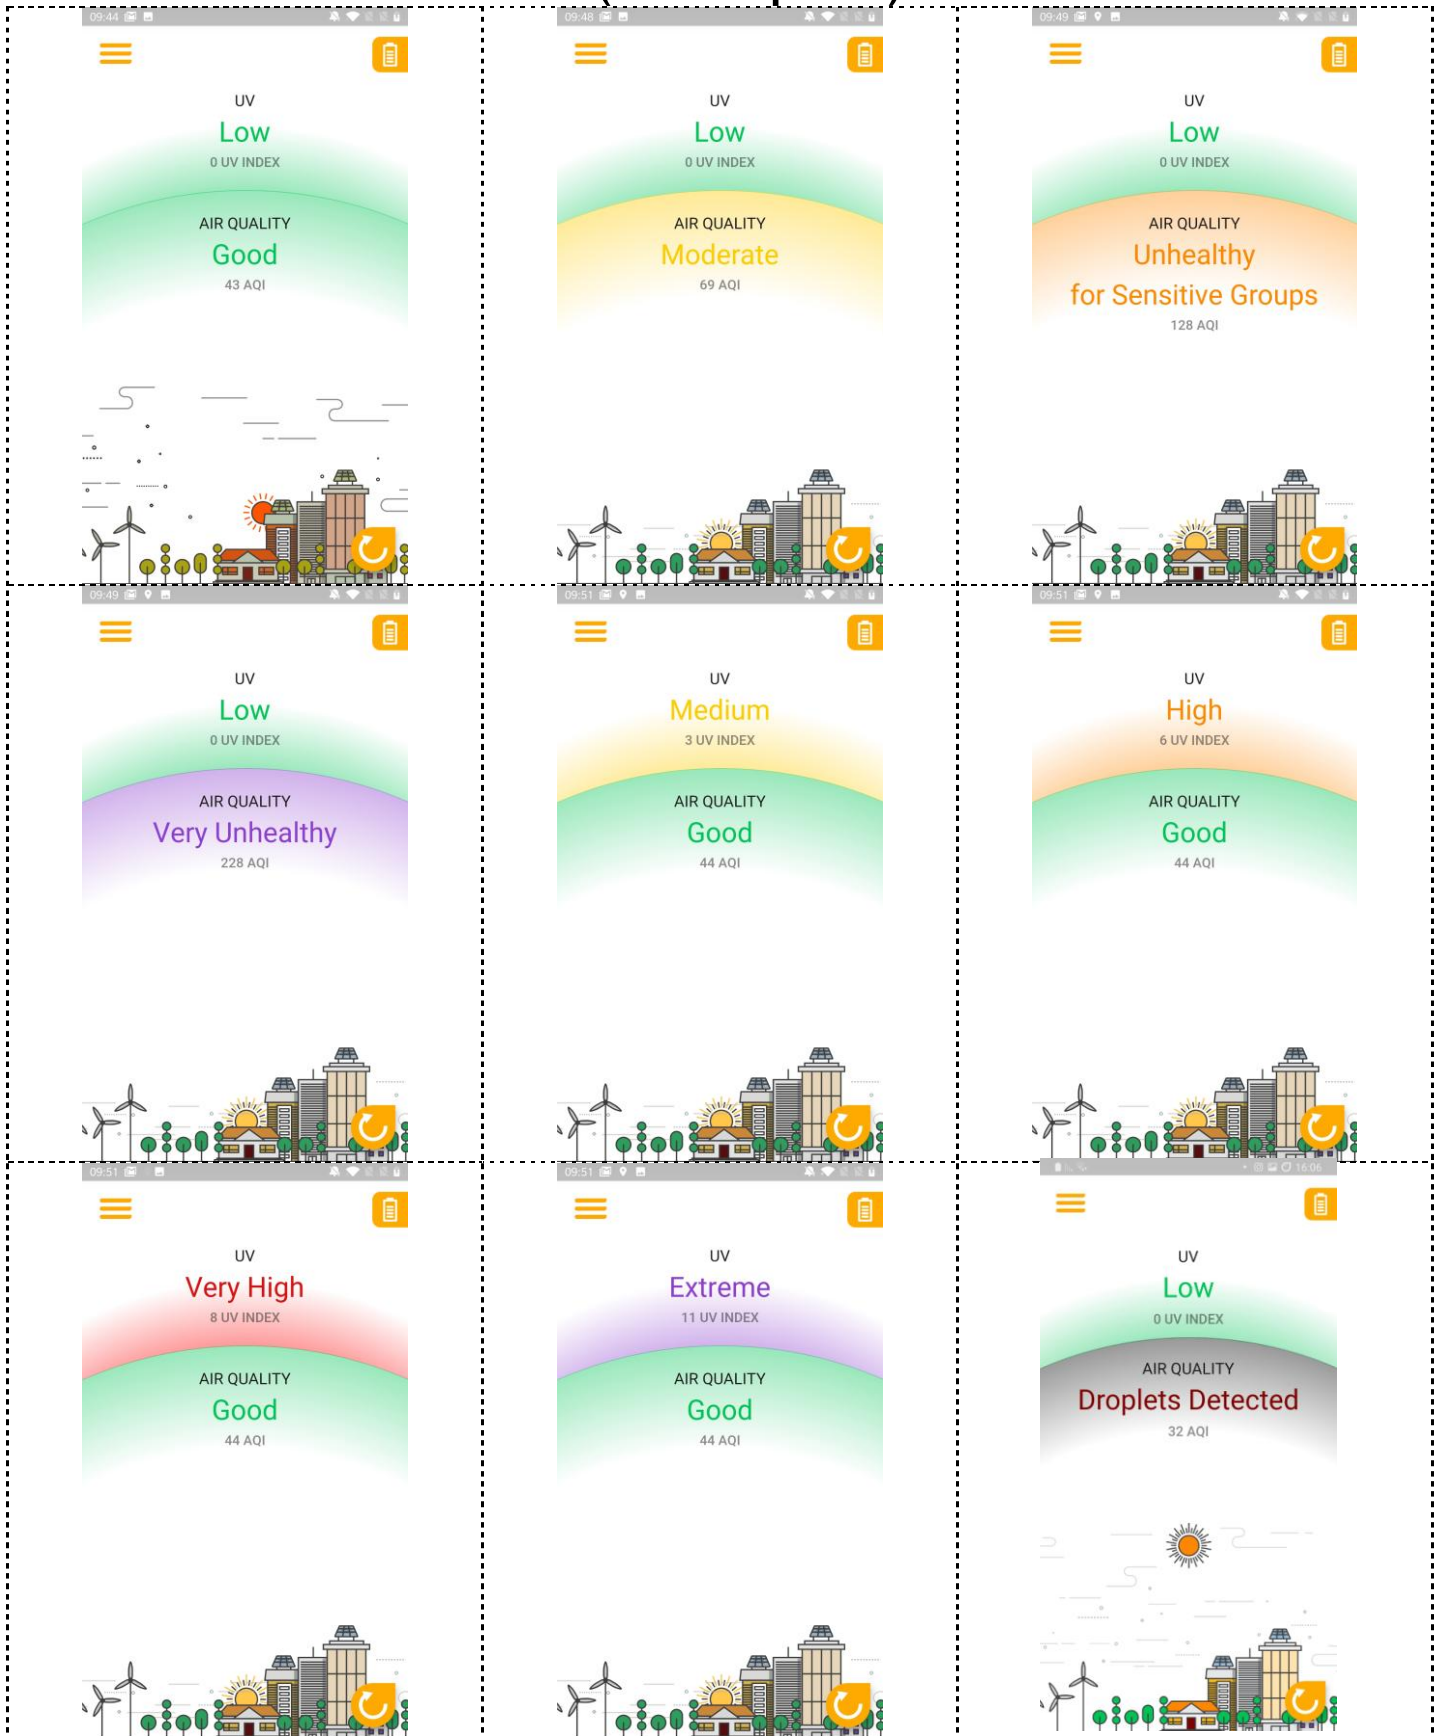 09:44
UV
Low
0 UV INDEX
AIR QUALITY
Good
43 AQI
09:48
UV
Low
0 UV INDEX
AIR QUALITY
Moderate
69 AQI
09:49
UV
Low
0 UV INDEX
AIR QUALITY
Unhealthy
for Sensitive Groups
128 AQI
09:49
UV
Low
0 UV INDEX
AIR QUALITY
Very Unhealthy
228 AQI
09:51
UV
Medium
3 UV INDEX
AIR QUALITY
Good
44 AQI
09:51
UV
High
6 UV INDEX
AIR QUALITY
Good
44 AQI
09:51
UV
Very High
8 UV INDEX
AIR QUALITY
Good
44 AQI
09:51
UV
Extreme
11 UV INDEX
AIR QUALITY
Good
44 AQI
16:06
UV
Low
0 UV INDEX
AIR QUALITY
Droplets Detected
32 AQI